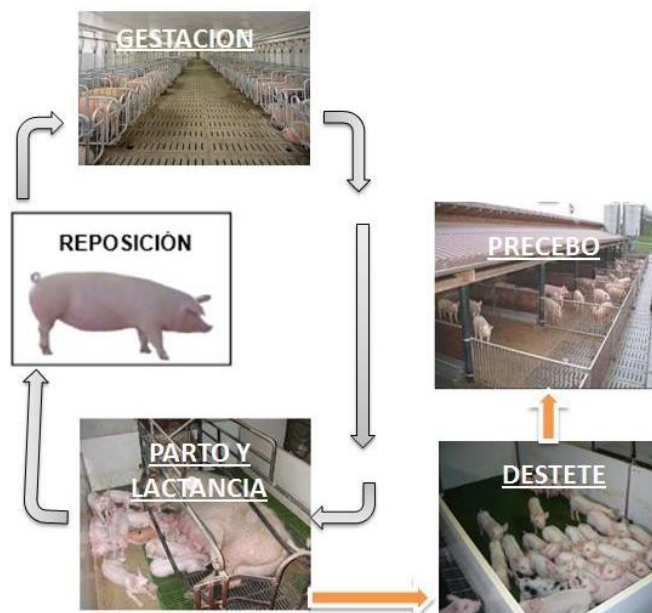 GESTACION
REPOSICIÓN
PRECEBO
PARTO Y
LACTANCIA
DESTETE